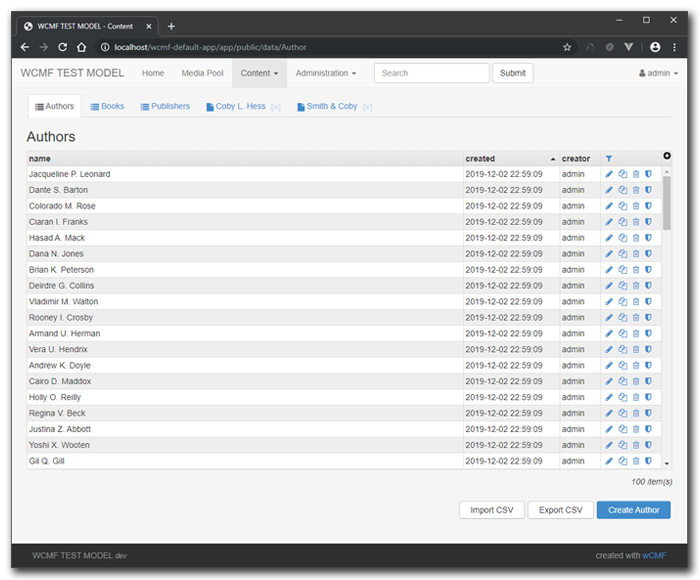 WCMF TEST MODEL - Content
localhost/wcmf-default-app/app/public/data/Author
WCMF TEST MODEL Home Media Pool Content Administration Search Submit admin
Authors Books Publishers Coby L. Hess [x] Smith & Coby [x]
Authors
name created creator
Jacqueline P. Leonard 2019-12-02 22:59:09 admin
Dante S. Barton 2019-12-02 22:59:09 admin
Colorado M. Rose 2019-12-02 22:59:09 admin
Ciaran I. Franks 2019-12-02 22:59:09 admin
Hasad A. Mack 2019-12-02 22:59:09 admin
Dana N. Jones 2019-12-02 22:59:09 admin
Brian K. Peterson 2019-12-02 22:59:09 admin
Deirdre G. Collins 2019-12-02 22:59:09 admin
Vladimir M. Walton 2019-12-02 22:59:09 admin
Rooney I. Crosby 2019-12-02 22:59:09 admin
Armand U. Herman 2019-12-02 22:59:09 admin
Vera U. Hendrix 2019-12-02 22:59:09 admin
Andrew K. Doyle 2019-12-02 22:59:09 admin
Cairo D. Maddox 2019-12-02 22:59:09 admin
Holly O. Reilly 2019-12-02 22:59:09 admin
Regina V. Beck 2019-12-02 22:59:09 admin
Justina Z. Abbott 2019-12-02 22:59:09 admin
Yoshi X. Wooten 2019-12-02 22:59:09 admin
Gil Q. Gill 2019-12-02 22:59:09 admin
100 item(s)
Import CSV Export CSV Create Author
WCMF TEST MODEL dev created with wCMF